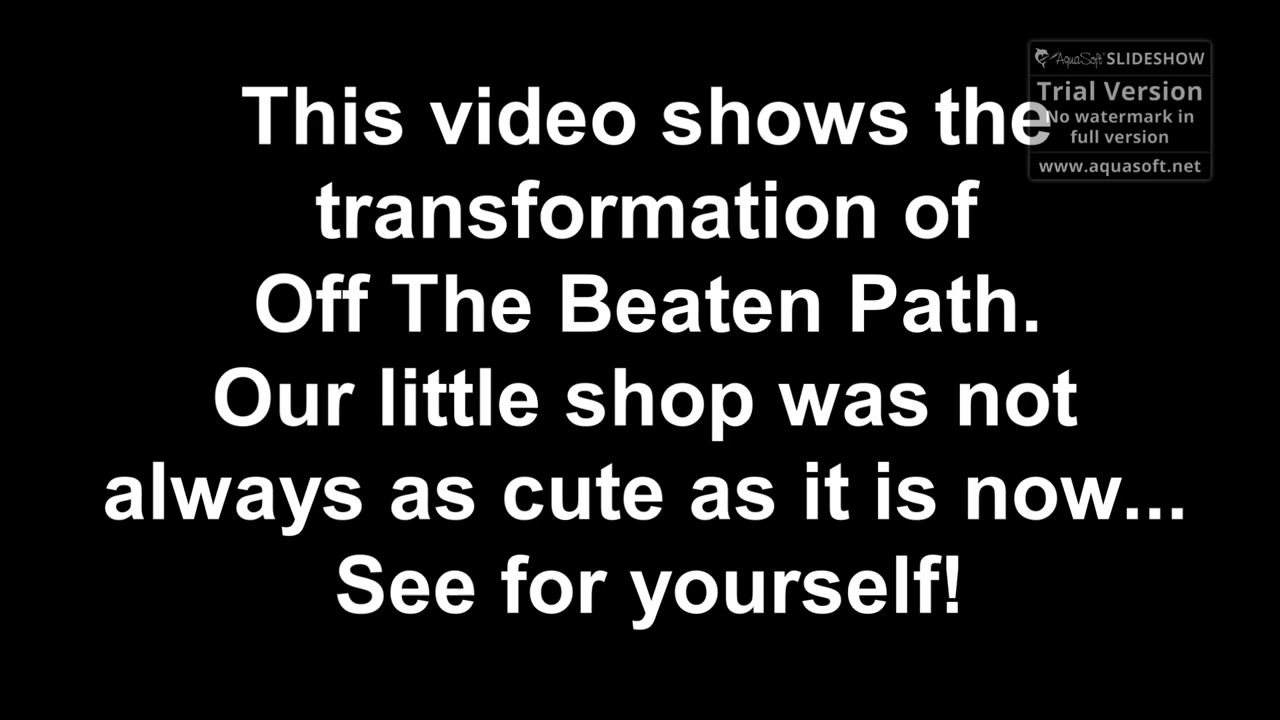 This video shows the
transformation of
Off The Beaten Path.
Our little shop was not
always as cute as it is now...
See for yourself!
AquaSoft SLIDESHOW
Trial Version
No watermark in
full version
www.aquasoft.net